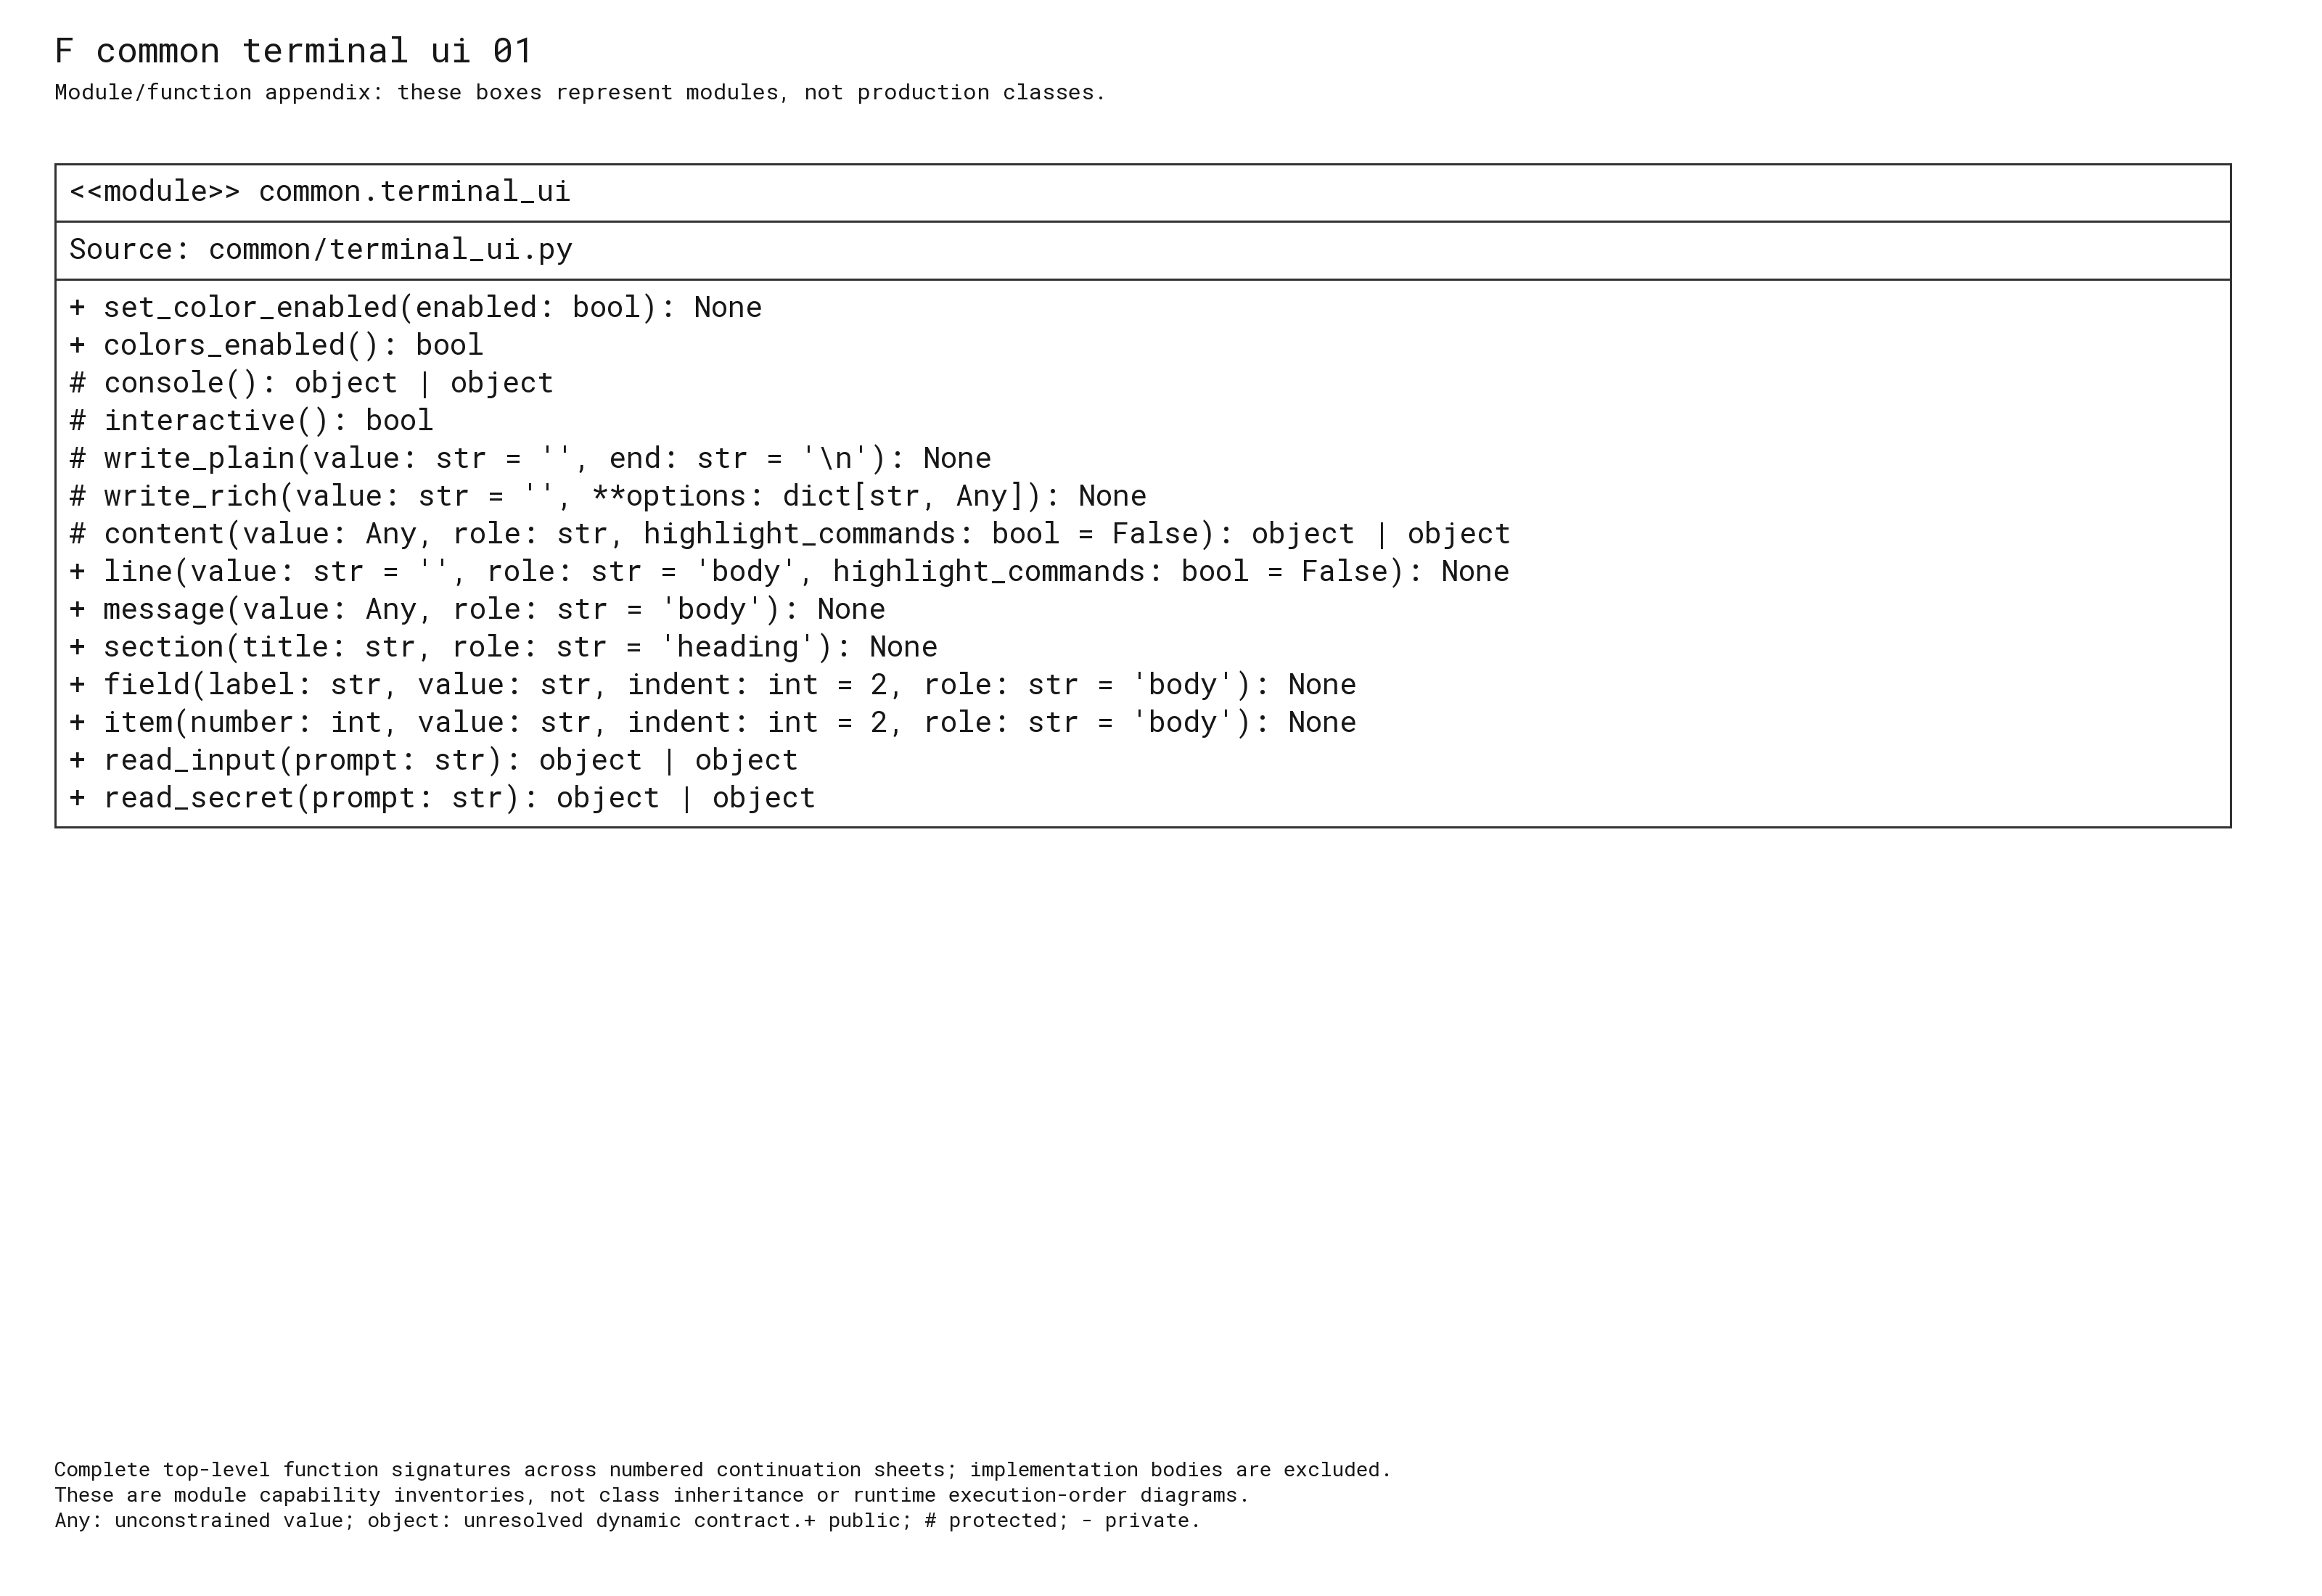 F common terminal ui 01
Module/function appendix: these boxes represent modules, not production classes.
<<module>> common.terminal_ui
Source: common/terminal_ui.py
+ set_color_enabled(enabled: bool): None
+ colors_enabled(): bool
# console(): object | object
# interactive(): bool
# write_plain(value: str = '', end: str = '\n'): None
# write_rich(value: str = '', **options: dict[str, Any]): None
# content(value: Any, role: str, highlight_commands: bool = False): object | object
+ line(value: str = '', role: str = 'body', highlight_commands: bool = False): None
+ message(value: Any, role: str = 'body'): None
+ section(title: str, role: str = 'heading'): None
+ field(label: str, value: str, indent: int = 2, role: str = 'body'): None
+ item(number: int, value: str, indent: int = 2, role: str = 'body'): None
+ read_input(prompt: str): object | object
+ read_secret(prompt: str): object | object
Complete top-level function signatures across numbered continuation sheets; implementation bodies are excluded.
These are module capability inventories, not class inheritance or runtime execution-order diagrams.
Any: unconstrained value; object: unresolved dynamic contract.+ public; # protected; - private.